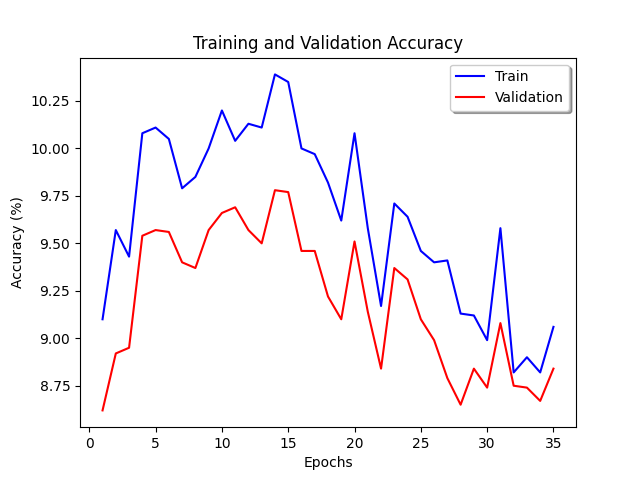 Training and Validation Accuracy
Train
Validation
Accuracy (%)
10.25
10.00
9.75
9.50
9.25
9.00
8.75
0 5 10 15 20 25 30 35
Epochs